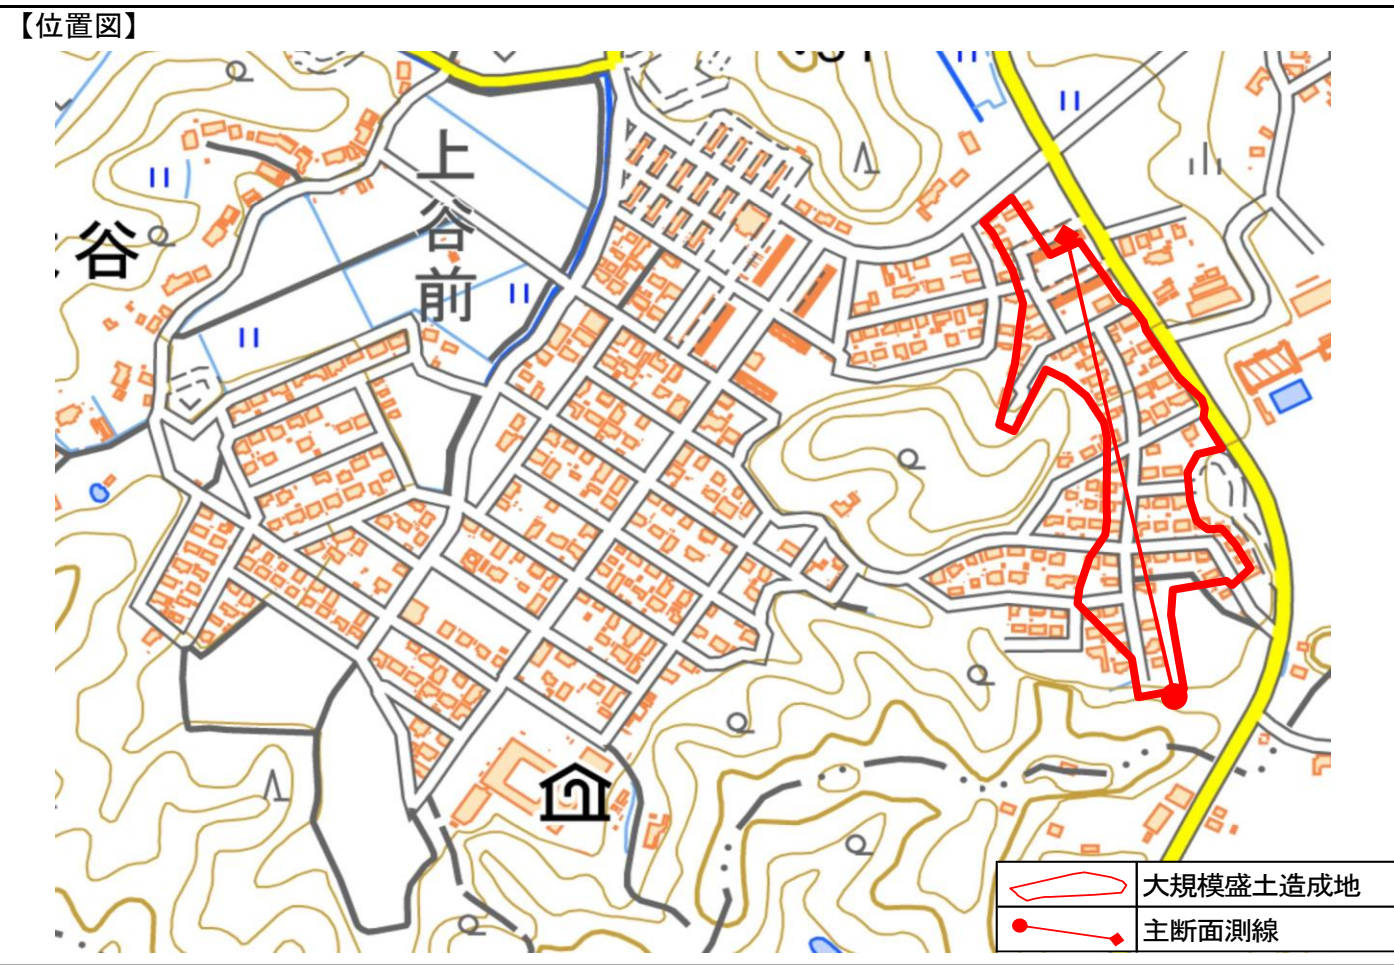 【位置図】
谷
上谷前
大規模盛土造成地
主断面測線